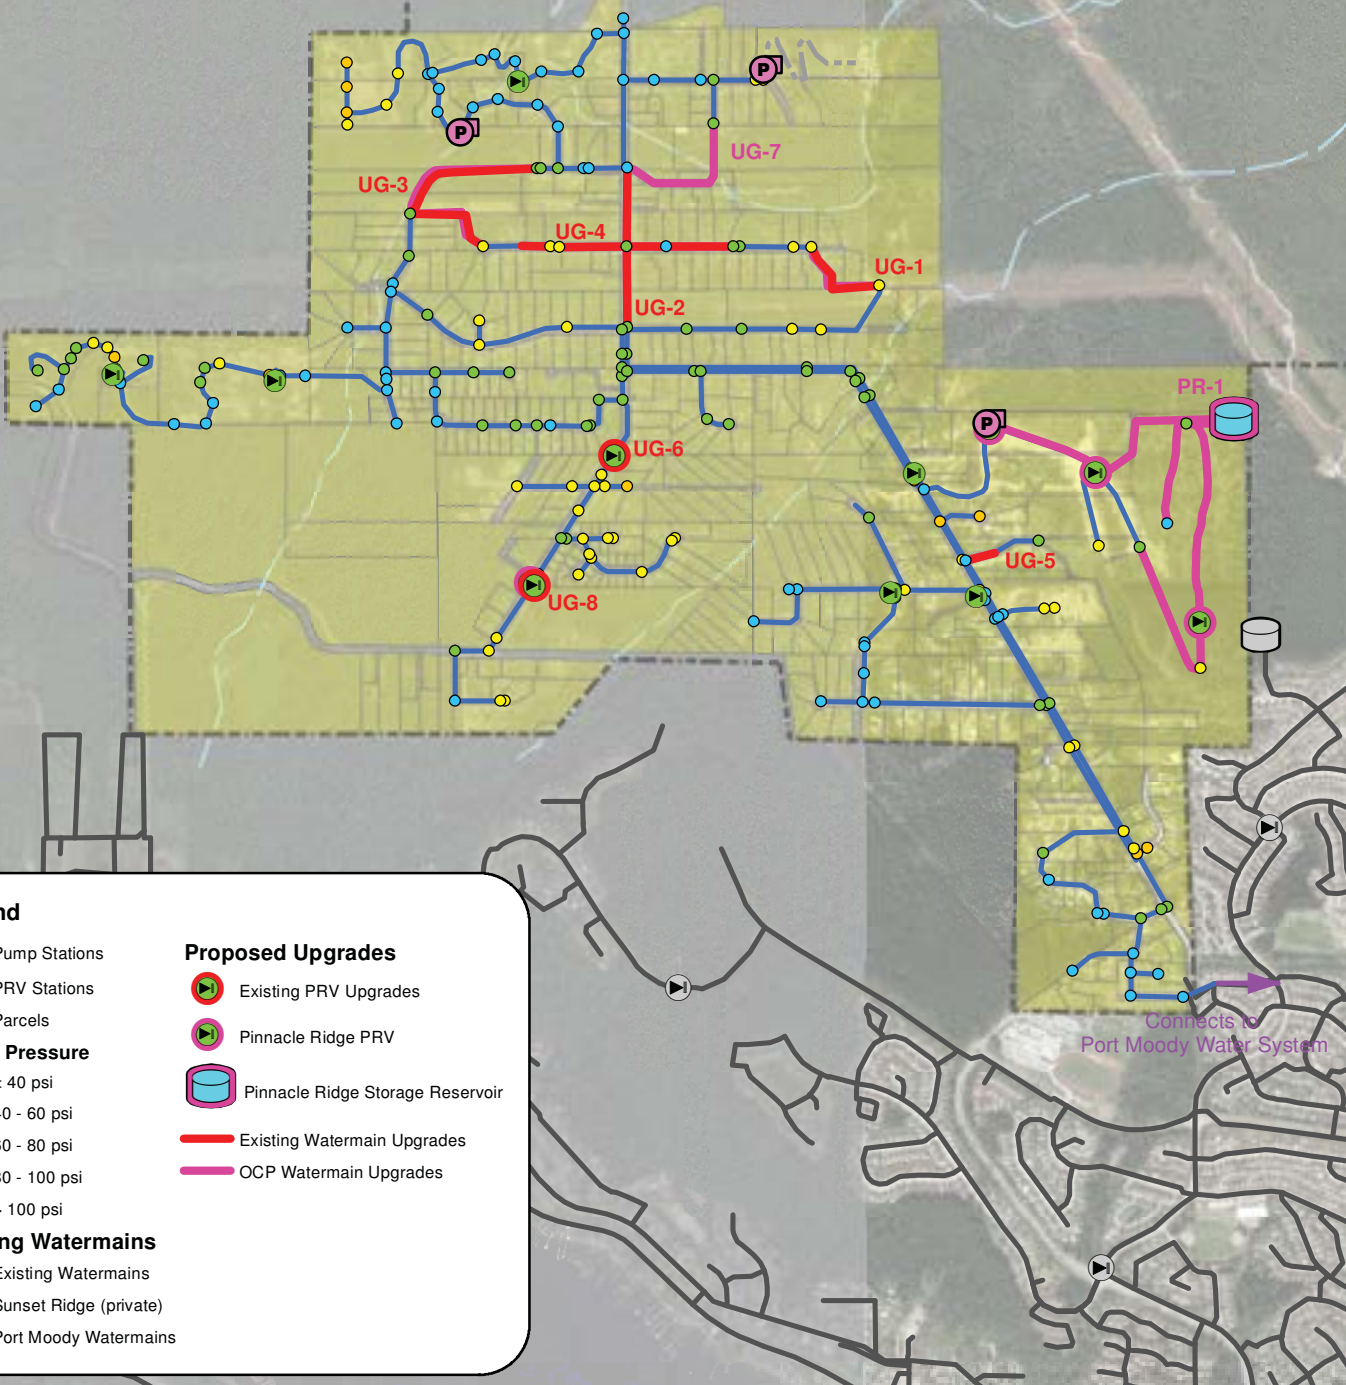 P
P
UG-7
UG-3
UG-4
UG-1
UG-2
PR-1
P
UG-6
UG-5
UG-8
Connects to
Port Moody Water System
nd
Pump Stations
PRV Stations
Parcels
Pressure
40 psi
0 - 60 psi
0 - 80 psi
0 - 100 psi
100 psi
ng Watermains
Existing Watermains
Sunset Ridge (private)
Port Moody Watermains
Proposed Upgrades
Existing PRV Upgrades
Pinnacle Ridge PRV
Pinnacle Ridge Storage Reservoir
Existing Watermain Upgrades
OCP Watermain Upgrades